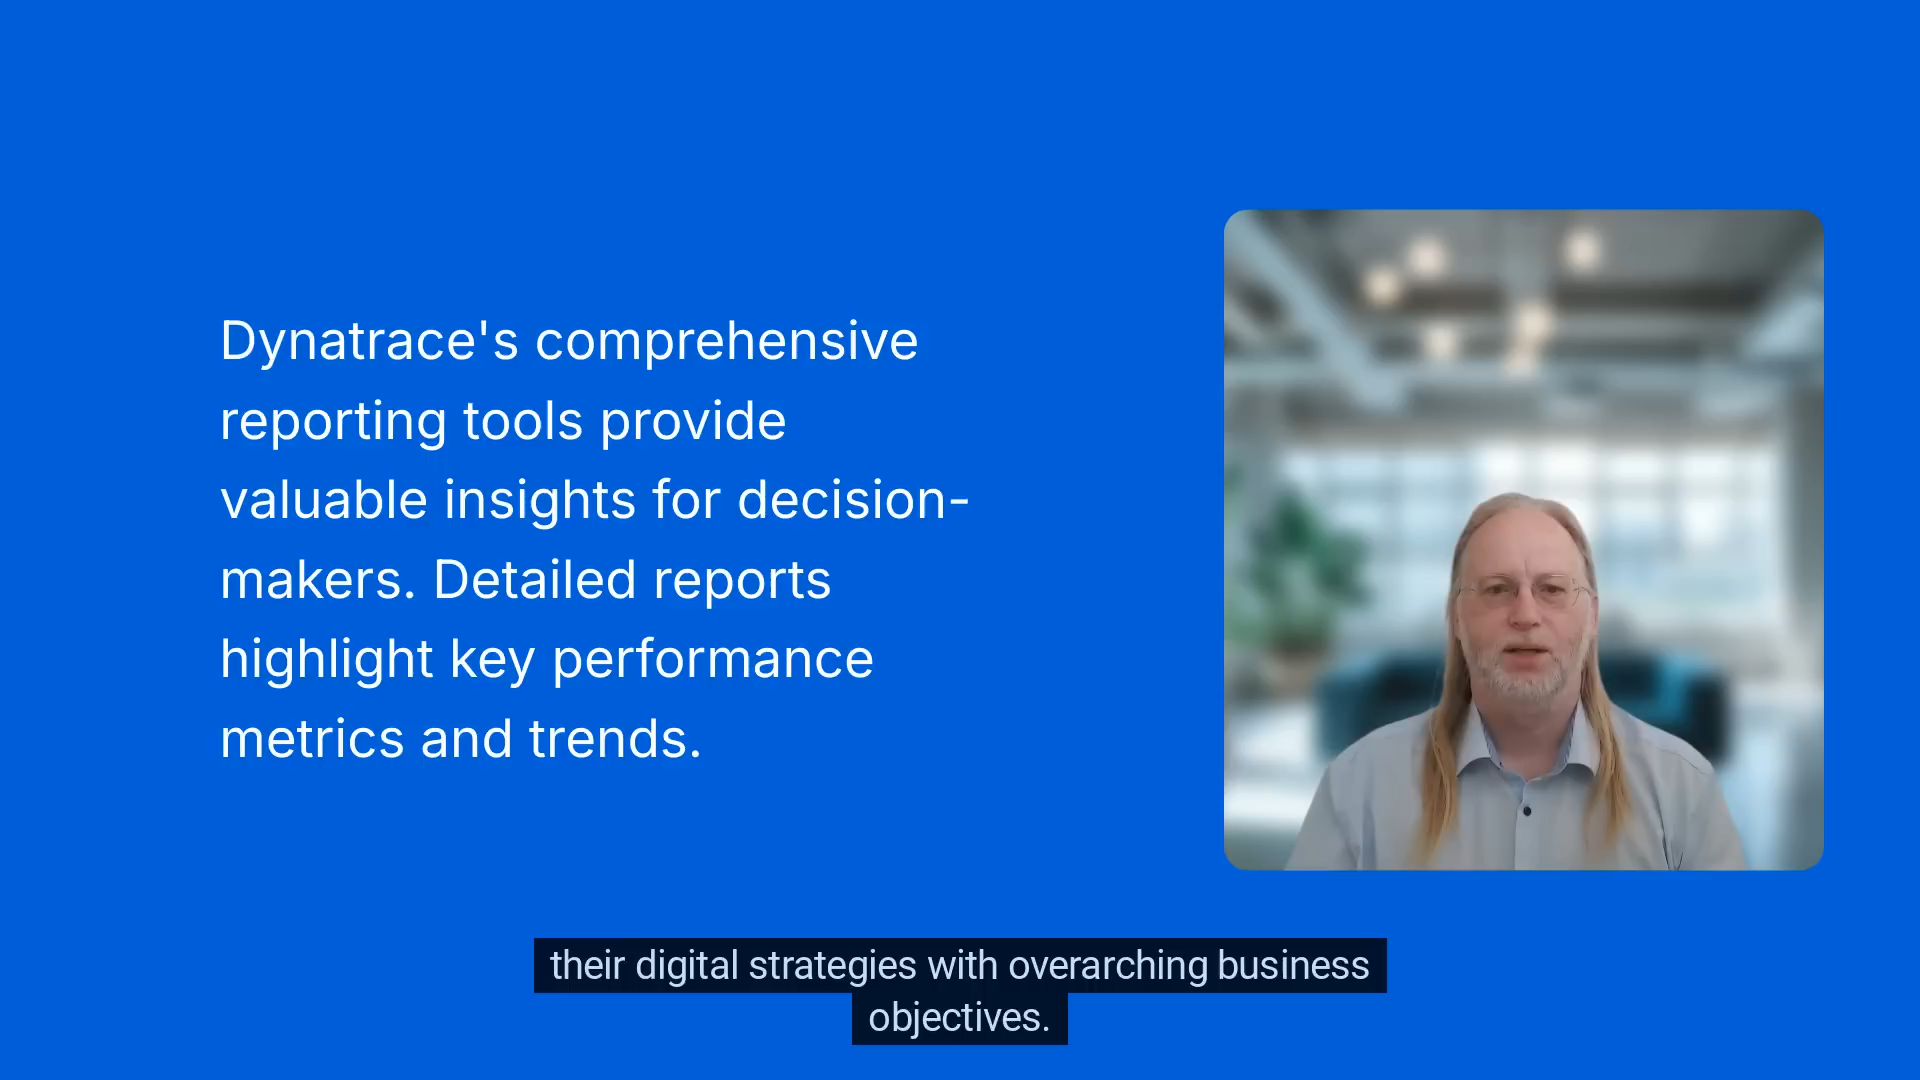 Dynatrace's comprehensive
reporting tools provide
valuable insights for decision-
makers. Detailed reports
highlight key performance
metrics and trends.
their digital strategies with overarching business
objectives.